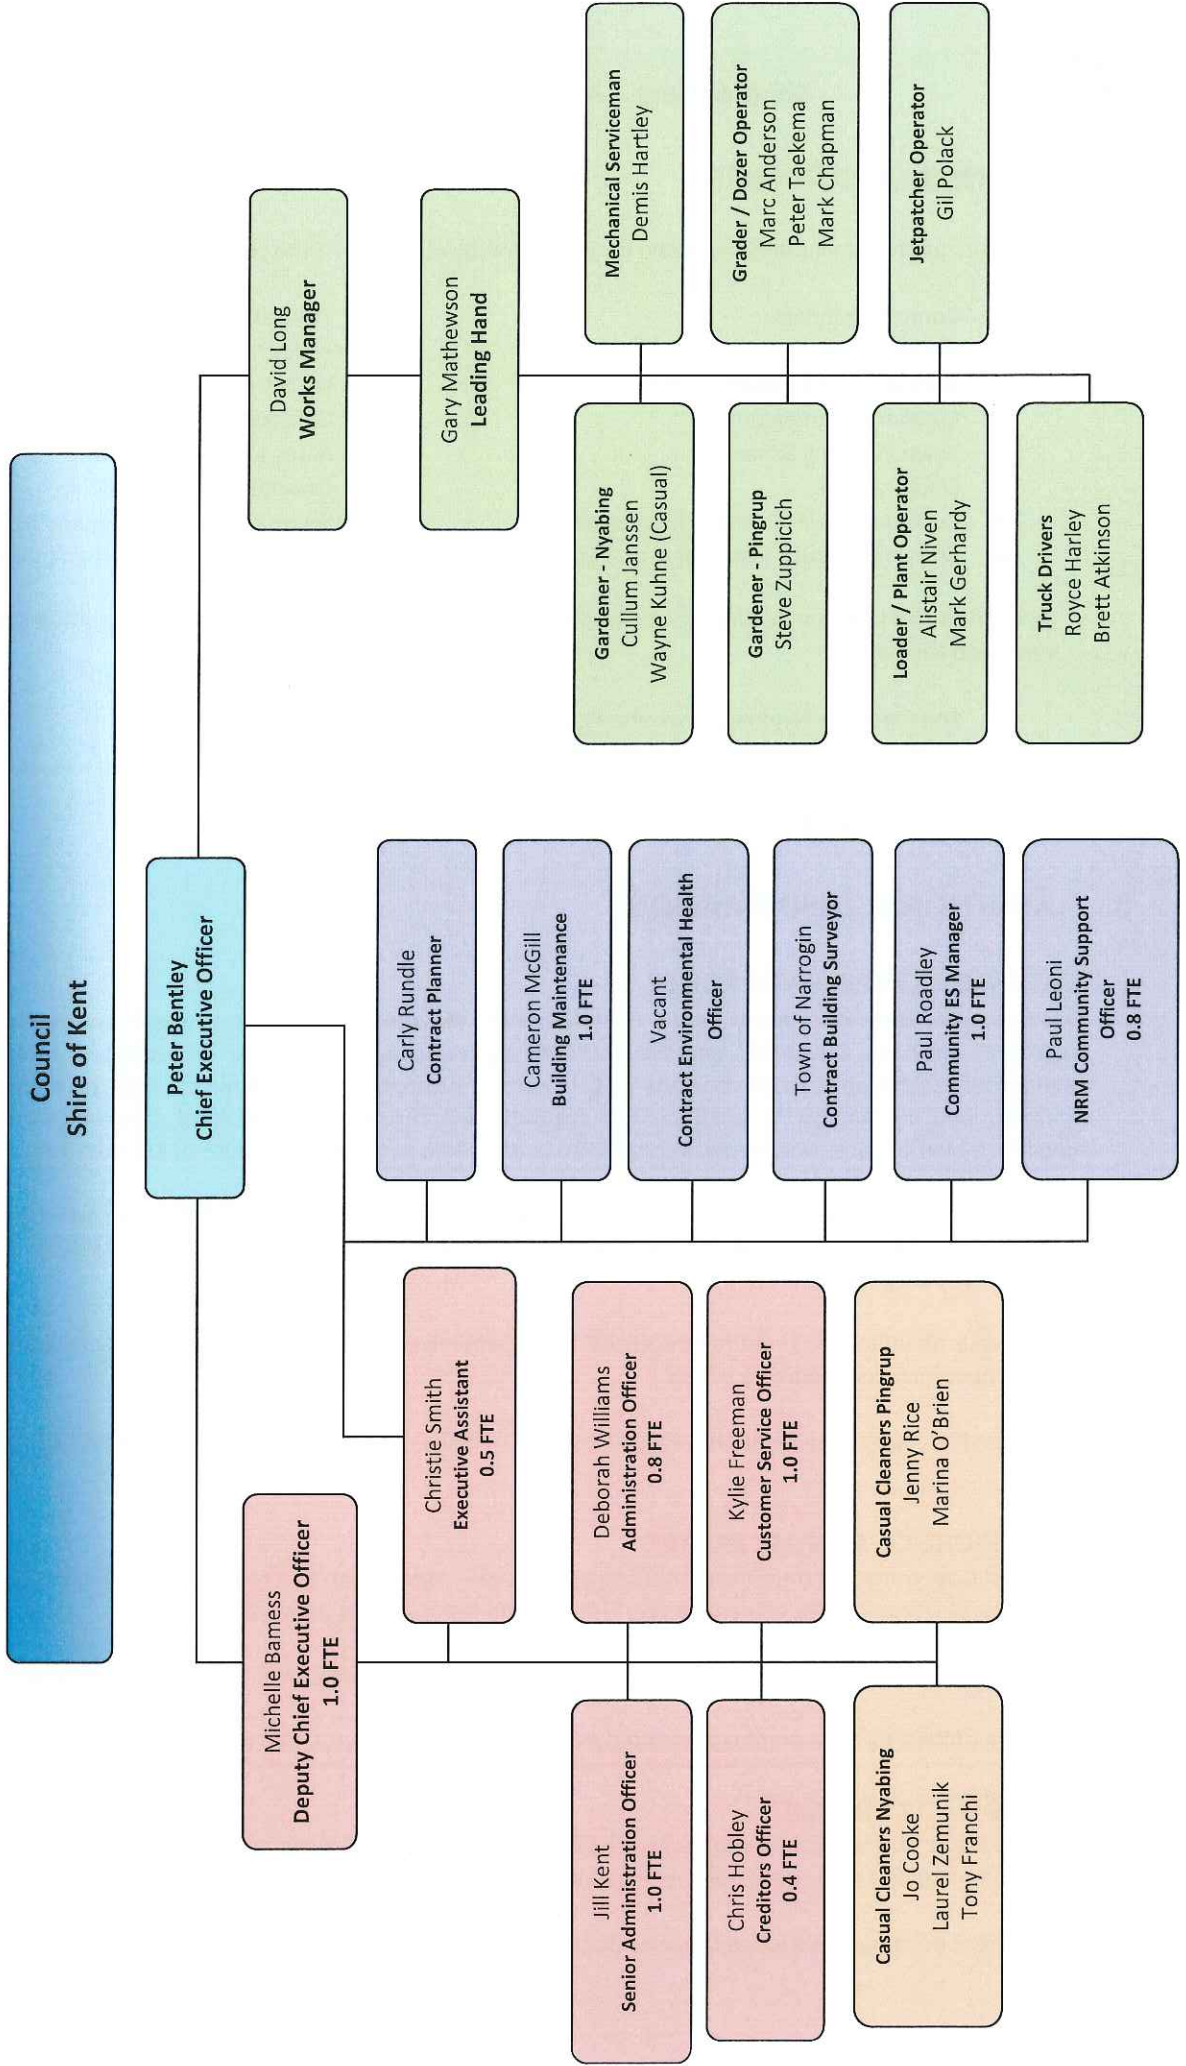 Council
Shire of Kent
Peter Bentley
Chief Executive Officer
Michelle Bamess
Deputy Chief Executive Officer
1.0 FTE
Christie Smith
Executive Assistant
0.5 FTE
Jill Kent
Senior Administration Officer
1.0 FTE
Deborah Williams
Administration Officer
0.8 FTE
Chris Hobley
Creditors Officer
0.4 FTE
Kylie Freeman
Customer Service Officer
1.0 FTE
Casual Cleaners Nyabing
Jo Cooke
Laurel Zemunik
Tony Franchi
Casual Cleaners Pingrup
Jenny Rice
Marina O'Brien
Carly Rundle
Contract Planner
Cameron McGill
Building Maintenance
1.0 FTE
Vacant
Contract Environmental Health
Officer
Town of Narrogin
Contract Building Surveyor
Paul Roadley
Community ES Manager
1.0 FTE
Paul Leoni
NRM Community Support
Officer
0.8 FTE
David Long
Works Manager
Gary Mathewson
Leading Hand
Gardener - Nyabing
Cullum Janssen
Wayne Kuhne (Casual)
Mechanical Serviceman
Demis Hartley
Gardener - Pingrup
Steve Zuppicich
Grader / Dozer Operator
Marc Anderson
Peter Taekema
Mark Chapman
Loader / Plant Operator
Alistair Niven
Mark Gerhardy
Jetpatcher Operator
Gil Polack
Truck Drivers
Royce Harley
Brett Atkinson